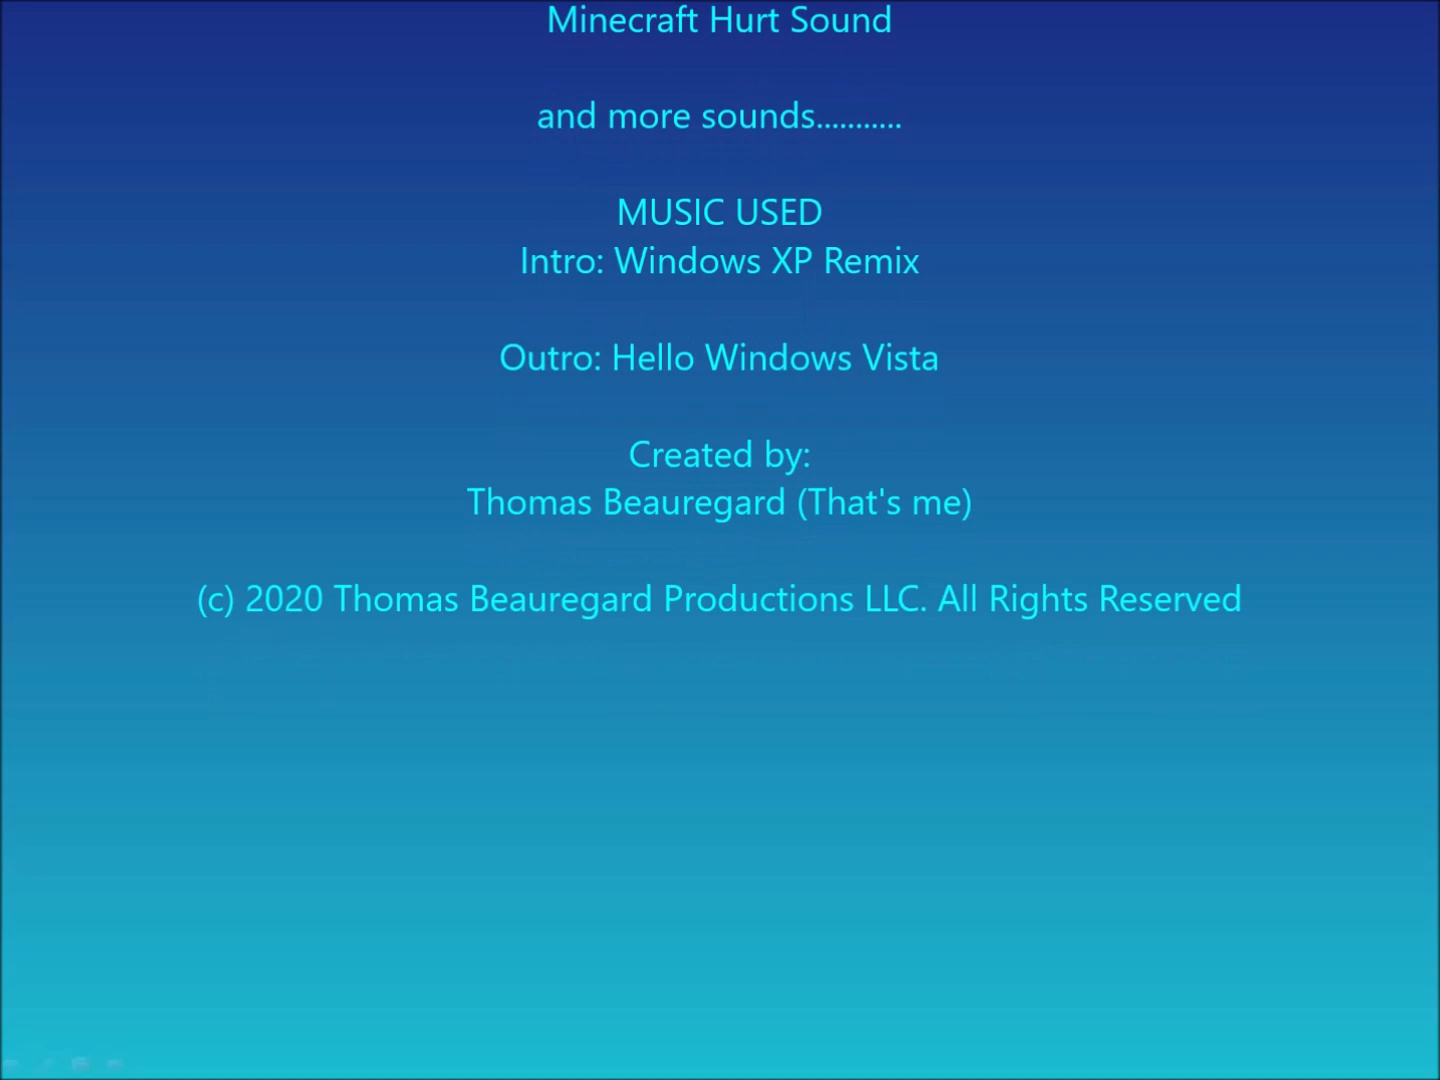 Minecraft Hurt Sound
and more sounds...........
MUSIC USED
Intro: Windows XP Remix
Outro: Hello Windows Vista
Created by:
Thomas Beauregard (That's me)
(c) 2020 Thomas Beauregard Productions LLC. All Rights Reserved